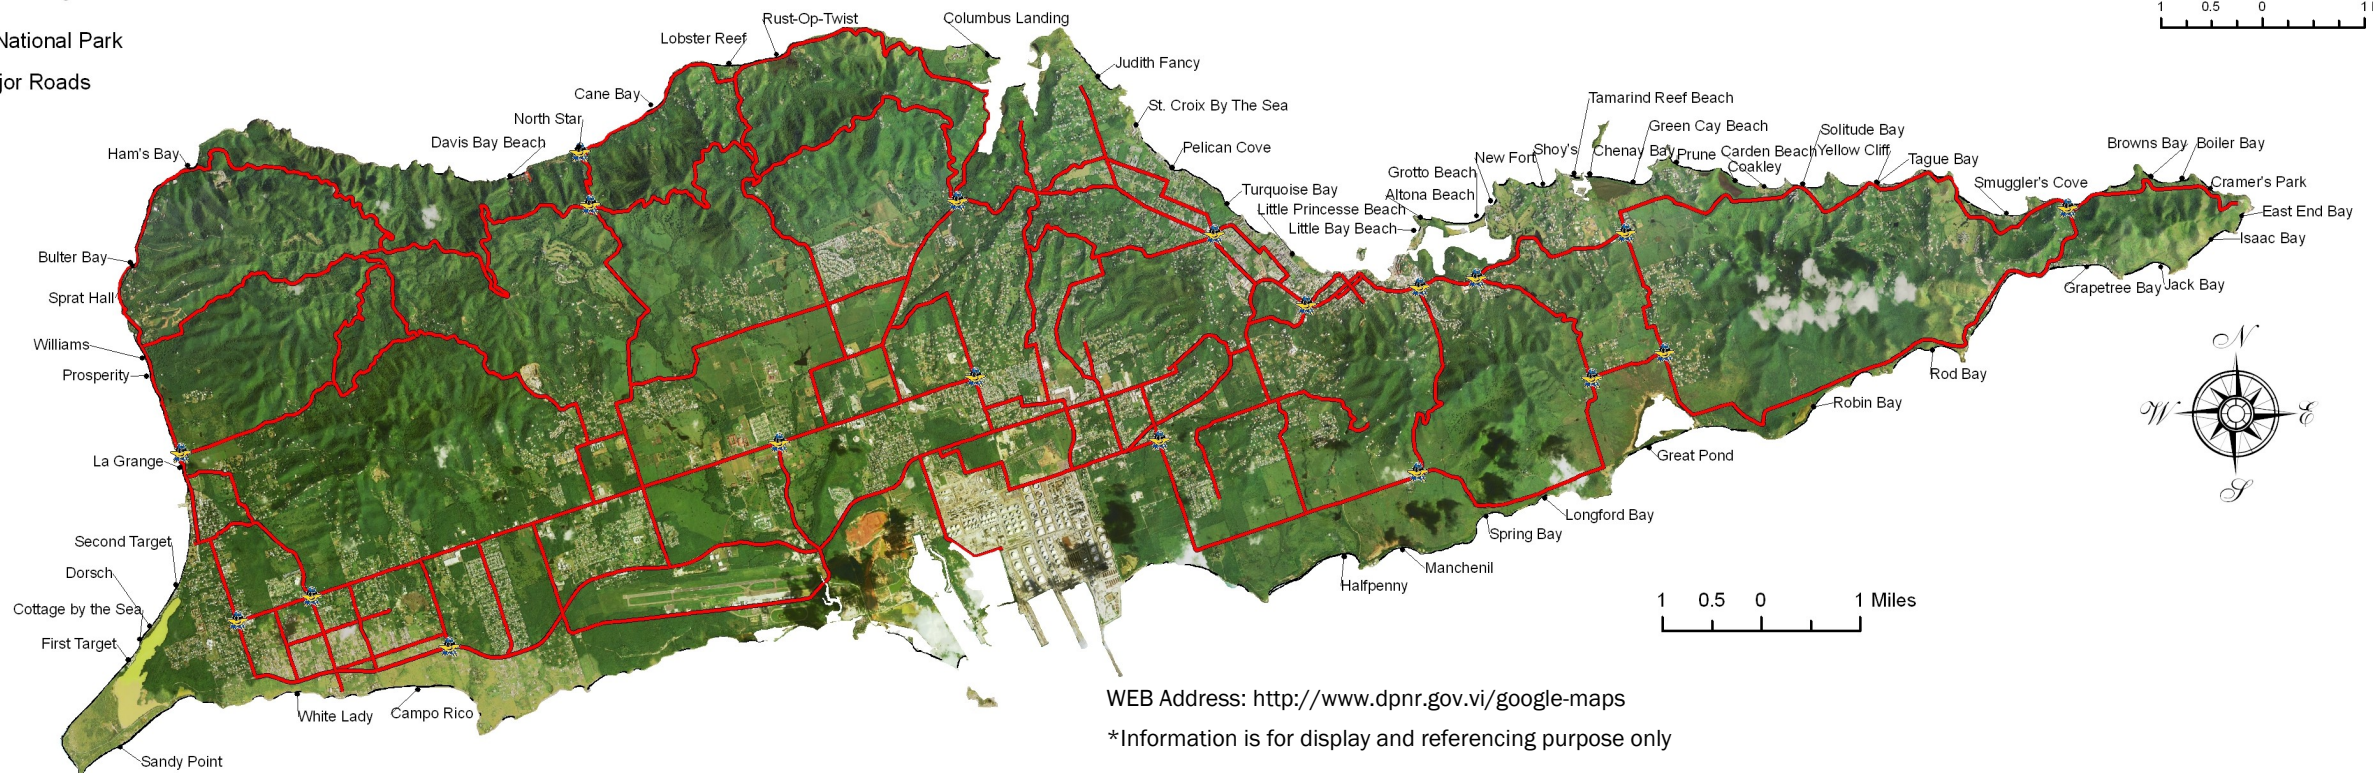 National Park
jor Roads
1 0.5 0 1
Rust-Op-Twist
Columbus Landing
Lobster Reef
Judith Fancy
Cane Bay
St. Croix By The Sea
Tamarind Reef Beach
North Star
Green Cay Beach
Solitude Bay
Davis Bay Beach
Pelican Cove
Shoy's
Chenay Bay
Prune
Carden Beach
Yellow Cliff
Browns Bay
Boiler Bay
Ham's Bay
New Fort
Coakley
Tague Bay
Grotto Beach
Turquoise Bay
Altona Beach
Smuggler's Cove
Cramer's Park
Little Princesse Beach
East End Bay
Little Bay Beach
Isaac Bay
Bulter Bay
Grapetree Bay
Jack Bay
Sprat Hall
N
Williams
Prosperity
Rod Bay
Robin Bay
W
E
La Grange
Great Pond
S
Longford Bay
Second Target
Spring Bay
Dorsch
Manchenil
Halfpenny
Cottage by the Sea
1 0.5 0 1 Miles
First Target
WEB Address: http://www.dpnr.gov.vi/google-maps
White Lady
Campo Rico
*Information is for display and referencing purpose only
Sandy Point